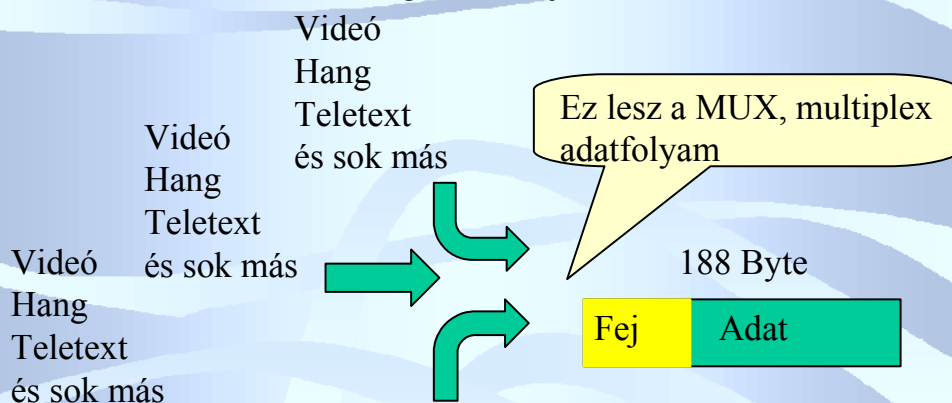 Videó
Hang
Teletext
és sok más
Videó
Hang
Teletext
és sok más
Videó
Hang
Teletext
és sok más
Ez lesz a MUX, multiplex
adatfolyam
188 Byte
Fej
Adat